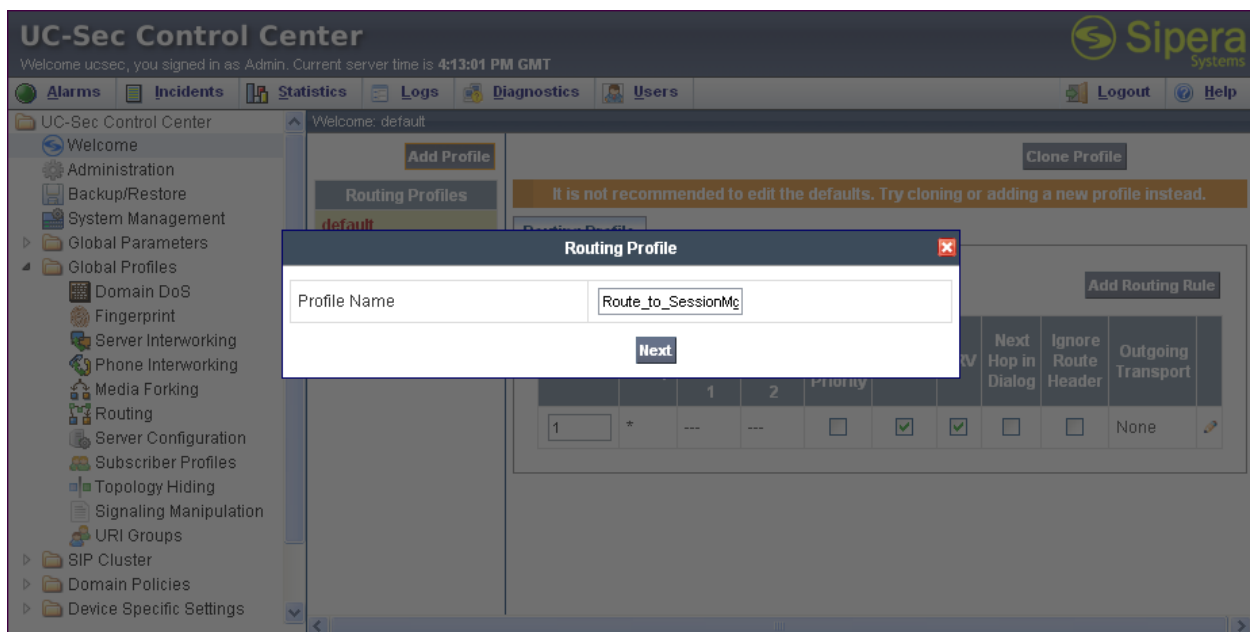 UC-Sec Control Center
Welcome ucsec, you signed in as Admin. Current server time is 4:13:01 PM GMT
Sipera
Systems
Alarms Incidents Statistics Logs Diagnostics Users Logout Help
UC-Sec Control Center
Welcome
Administration
Backup/Restore
System Management
Global Parameters
Global Profiles
Domain DoS
Fingerprint
Server Interworking
Phone Interworking
Media Forking
Routing
Server Configuration
Subscriber Profiles
Topology Hiding
Signaling Manipulation
URI Groups
SIP Cluster
Domain Policies
Device Specific Settings
Welcome: default
Add Profile
Clone Profile
Routing Profiles
default
It is not recommended to edit the defaults. Try cloning or adding a new profile instead.
Routing Profile
Profile Name Route_to_SessionMg
Next
Add Routing Rule
1
2
Priority
Next Hop in Dialog
Ignore Route Header
Outgoing Transport
1 * --- --- None